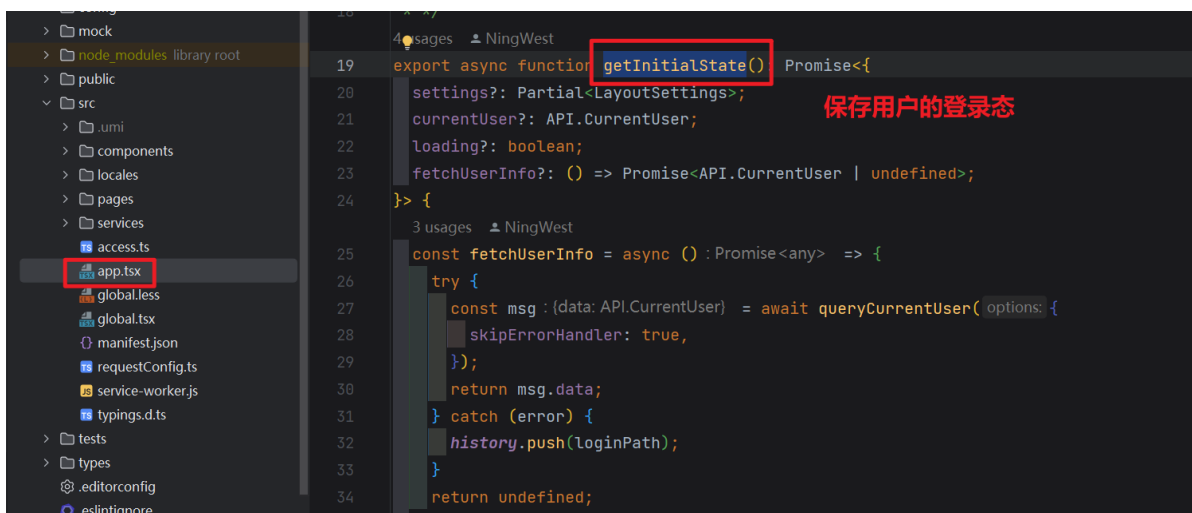 mock
node_modules library root
public
src
.umi
components
locales
pages
services
access.ts
app.tsx
global.less
global.tsx
manifest.json
requestConfig.ts
service-worker.js
typings.d.ts
tests
types
.editorconfig
.eslintignore
18 * */
4 usages NingWest
19 export async function getInitialState(): Promise<{
保存用户的登录态
20 settings?: Partial<LayoutSettings>;
21 currentUser?: API.CurrentUser;
22 loading?: boolean;
23 fetchUserInfo?: () => Promise<API.CurrentUser | undefined>;
24 }> {
3 usages NingWest
25 const fetchUserInfo = async () : Promise<any> => {
26 try {
27 const msg : {data: API.CurrentUser} = await queryCurrentUser( options: {
28 skipErrorHandler: true,
29 });
30 return msg.data;
31 } catch (error) {
32 history.push(loginPath);
33 }
34 return undefined;